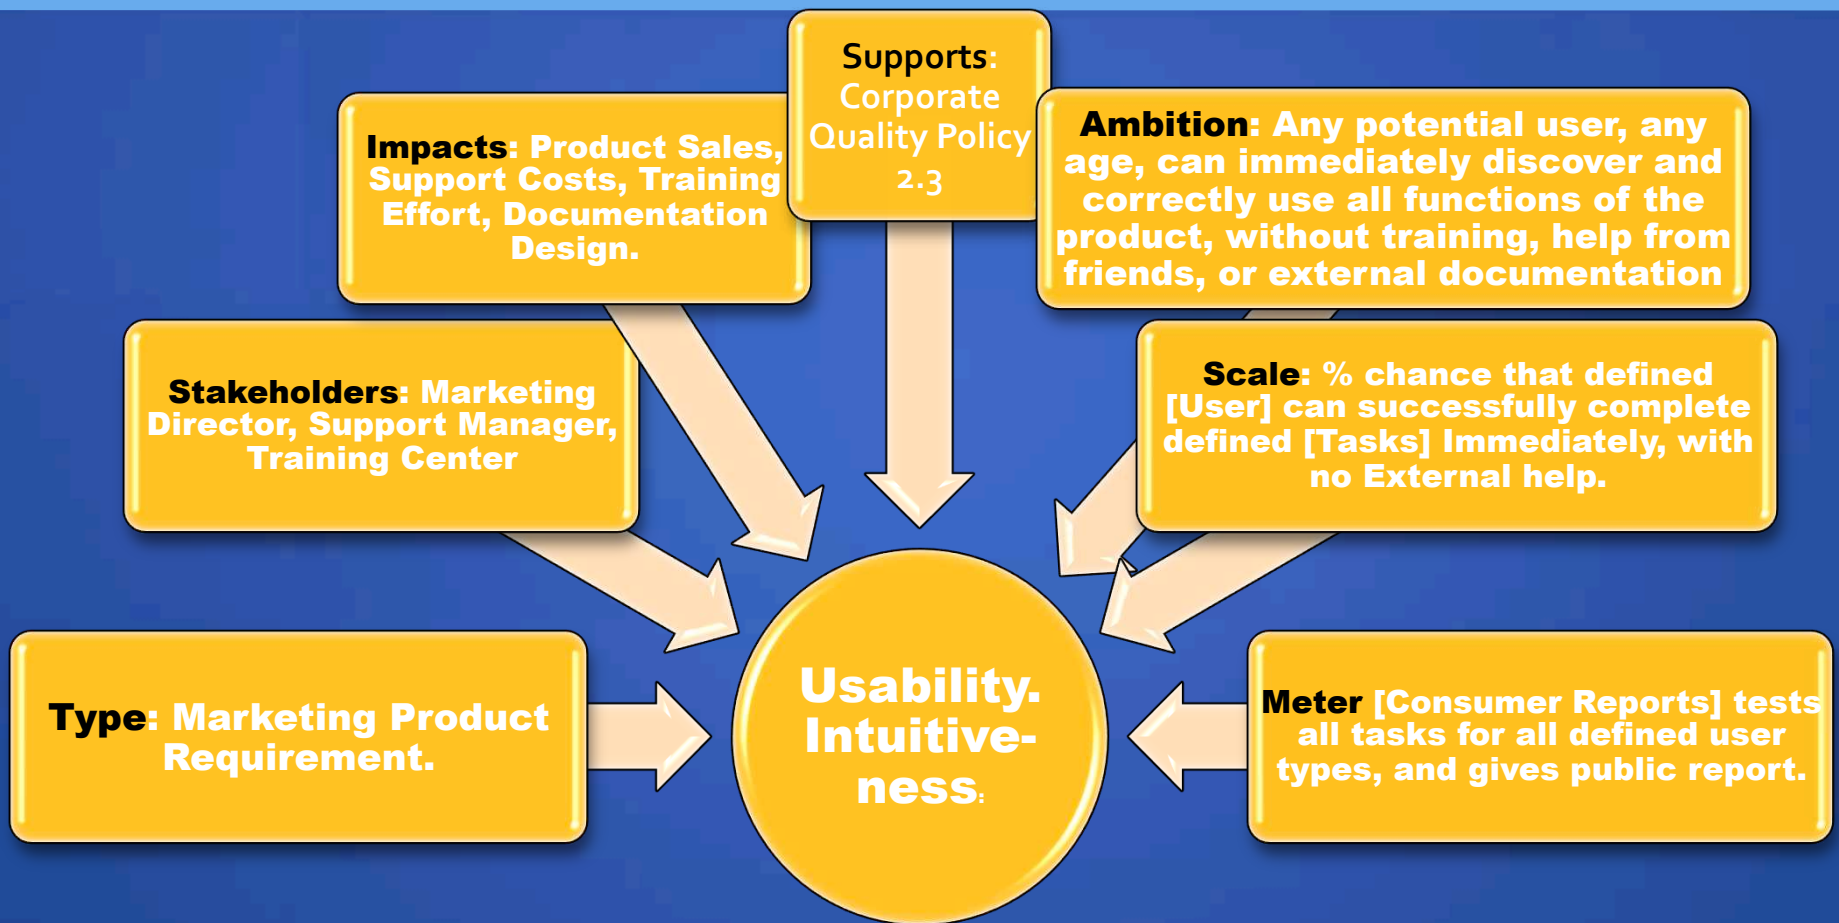 Supports:
Corporate
Quality Policy
2.3
Impacts: Product Sales,
Support Costs, Training
Effort, Documentation
Design.
Ambition: Any potential user, any
age, can immediately discover and
correctly use all functions of the
product, without training, help from
friends, or external documentation
Stakeholders: Marketing
Director, Support Manager,
Training Center
Scale: % chance that defined
[User] can successfully complete
defined [Tasks] Immediately, with
no External help.
Type: Marketing Product
Requirement.
Usability.
Intuitive-
ness:
Meter [Consumer Reports] tests
all tasks for all defined user
types, and gives public report.